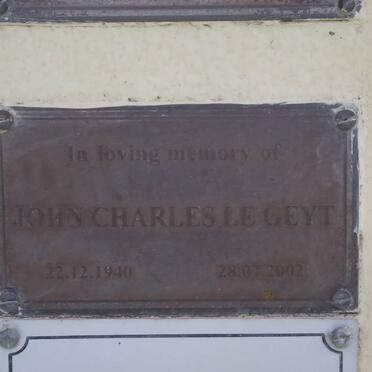 In loving memory of
JOHN CHARLES LE GEYT
22.12.1940 28.07.2002